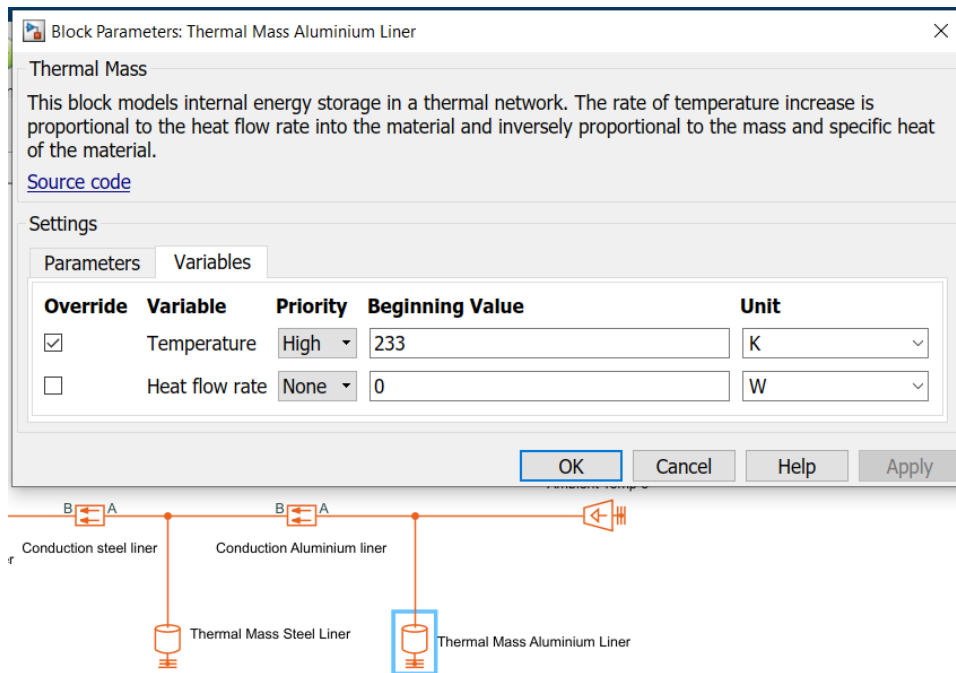 Block Parameters: Thermal Mass Aluminium Liner
Thermal Mass
This block models internal energy storage in a thermal network. The rate of temperature increase is
proportional to the heat flow rate into the material and inversely proportional to the mass and specific heat
of the material.
Source code
Settings
Parameters Variables
Override Variable Priority Beginning Value Unit
Temperature High 233 K
Heat flow rate None 0 W
OK Cancel Help Apply
B A B A
Conduction steel liner Conduction Aluminium liner
Thermal Mass Steel Liner Thermal Mass Aluminium Liner